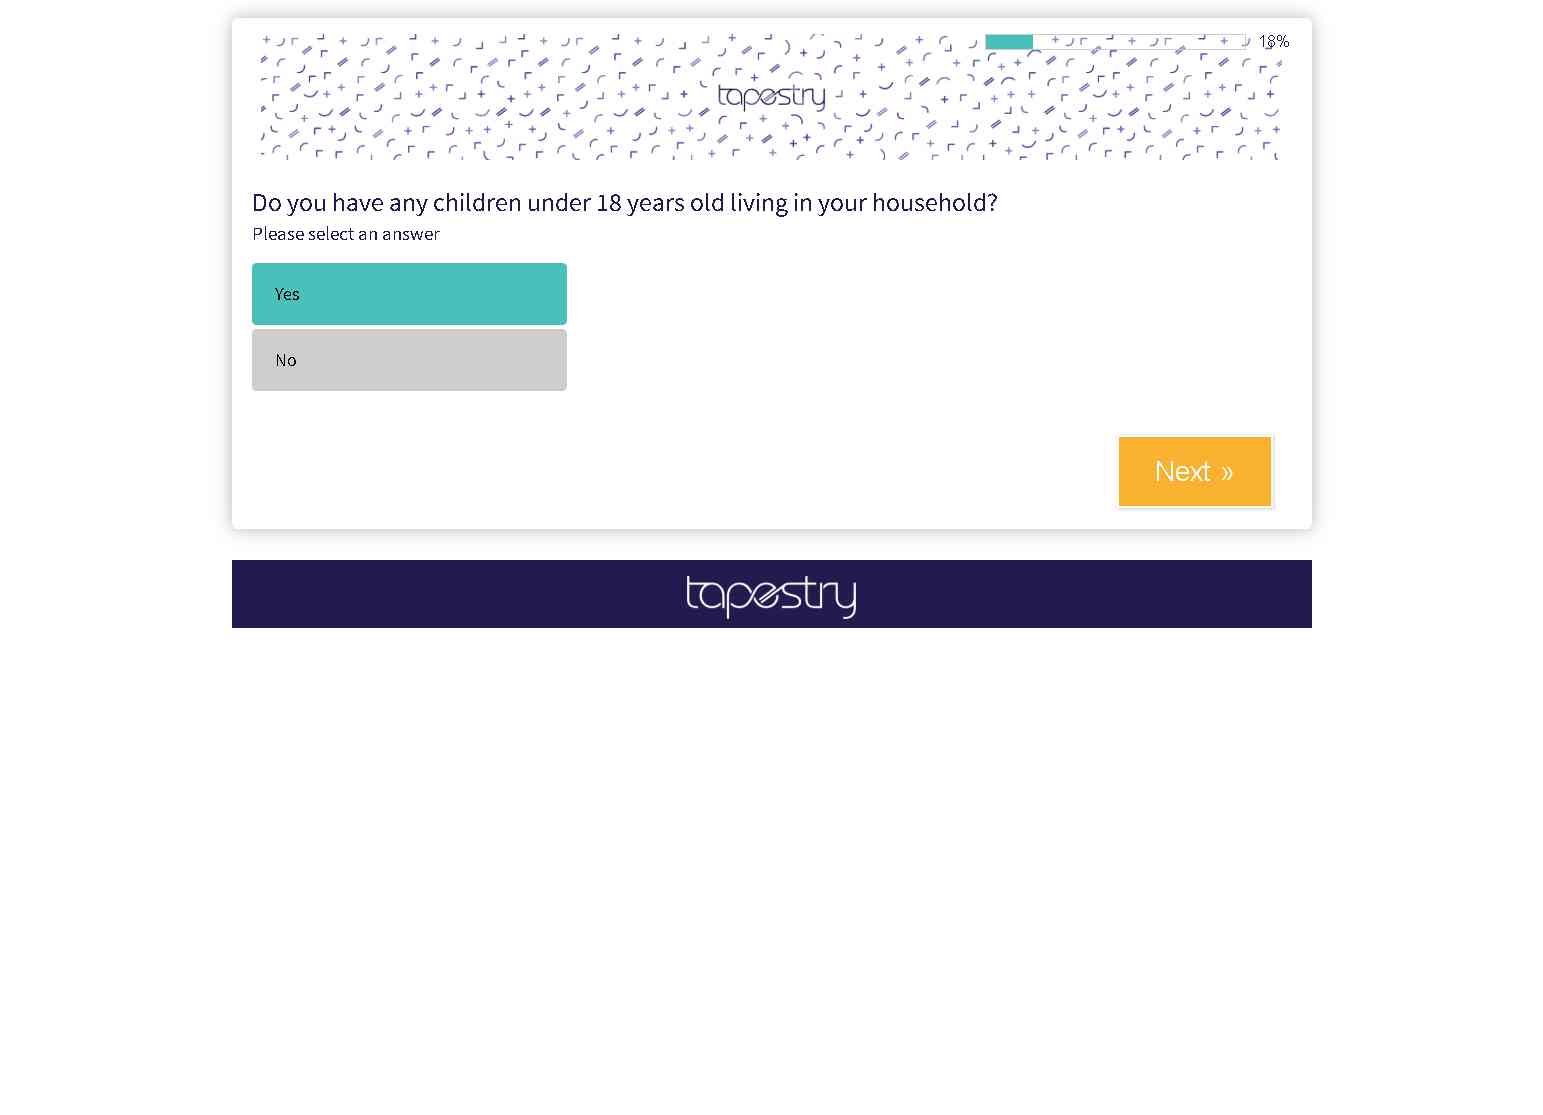 18%
tapestry
Do you have any children under 18 years old living in your household?
Please select an answer
Yes
No
Next »
tapestry